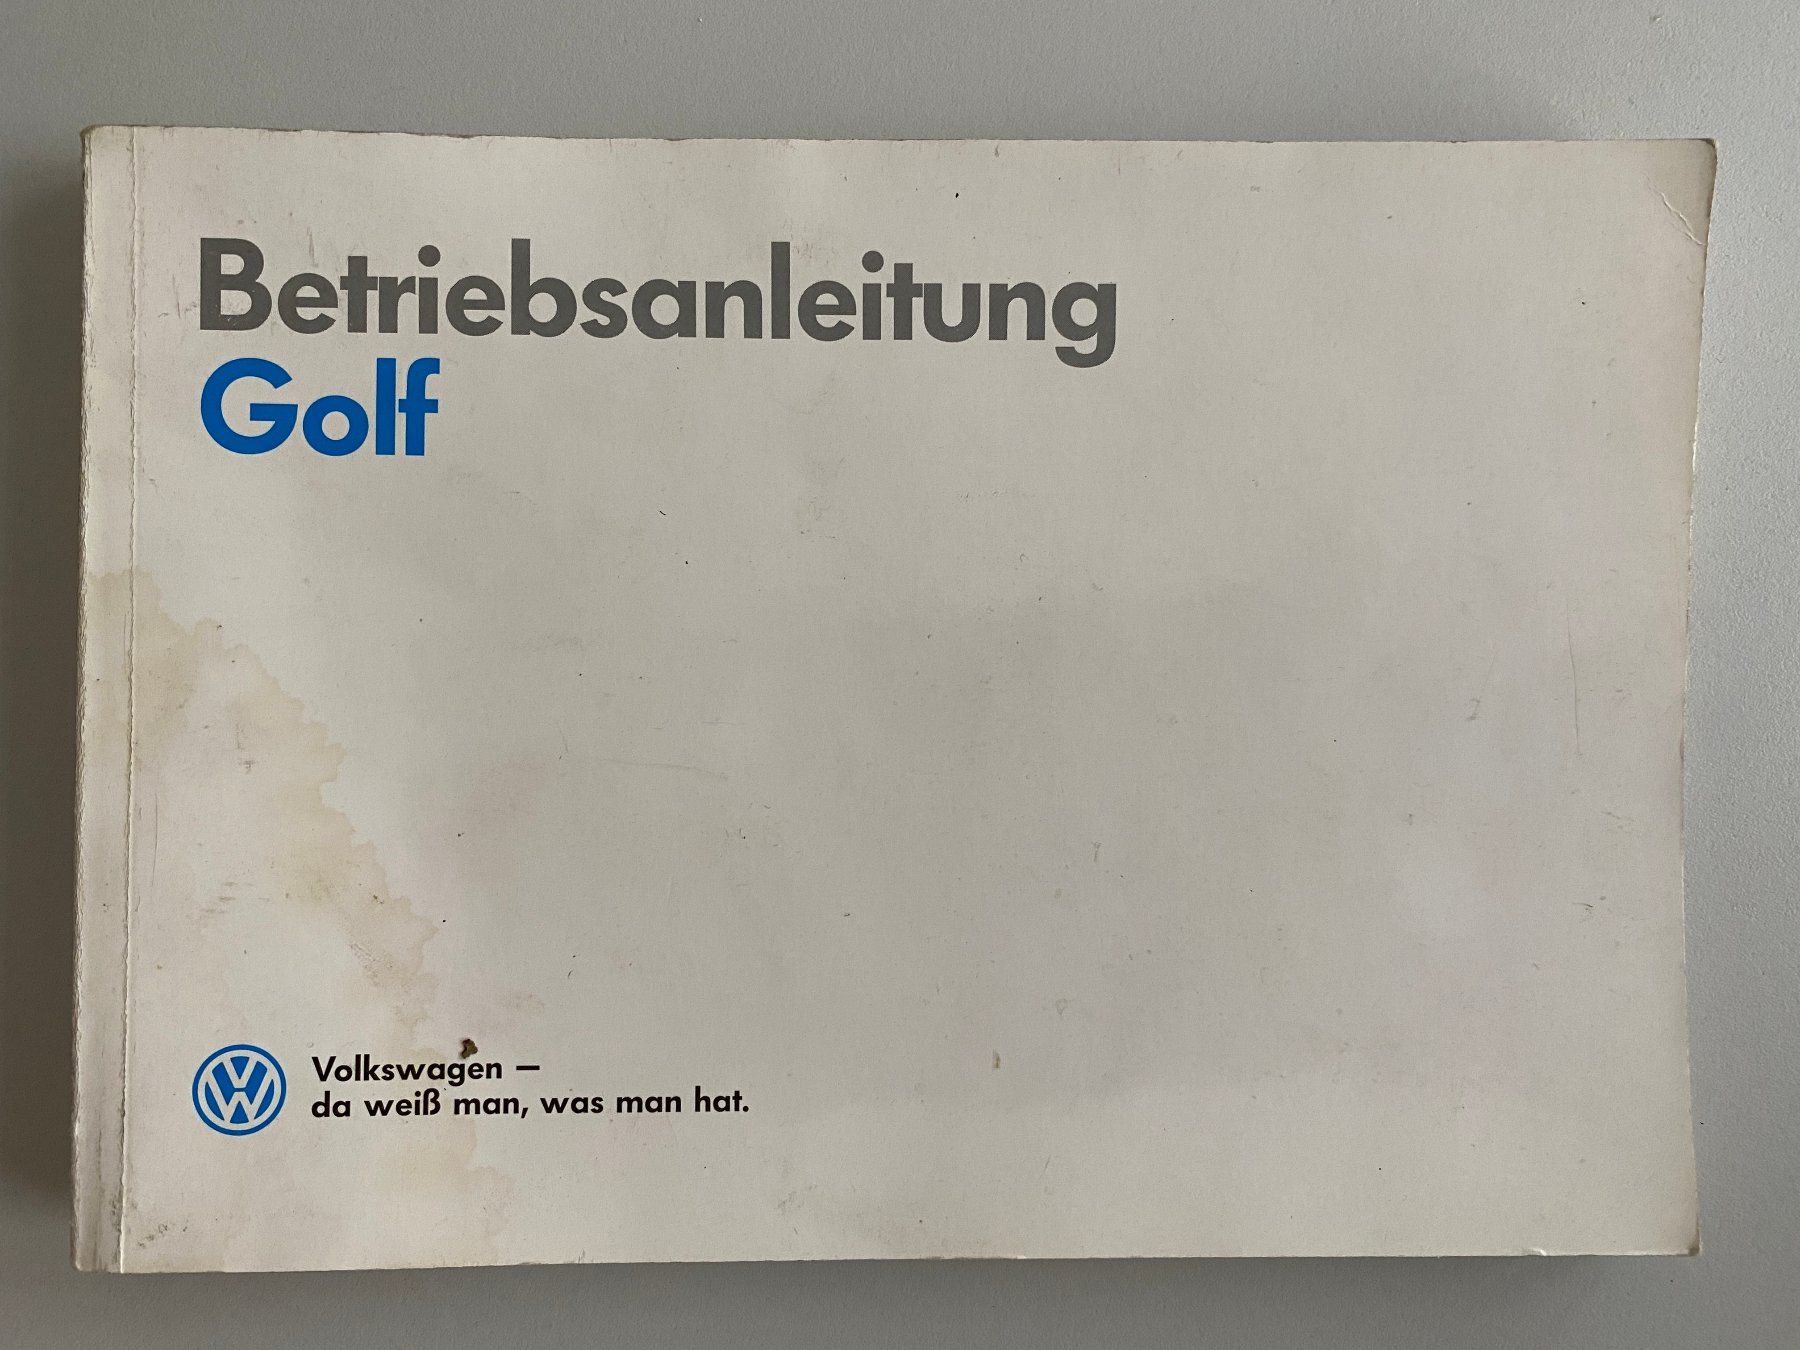 Betriebsanleitung
Golf
Volkswagen –
da weiß man, was man hat.